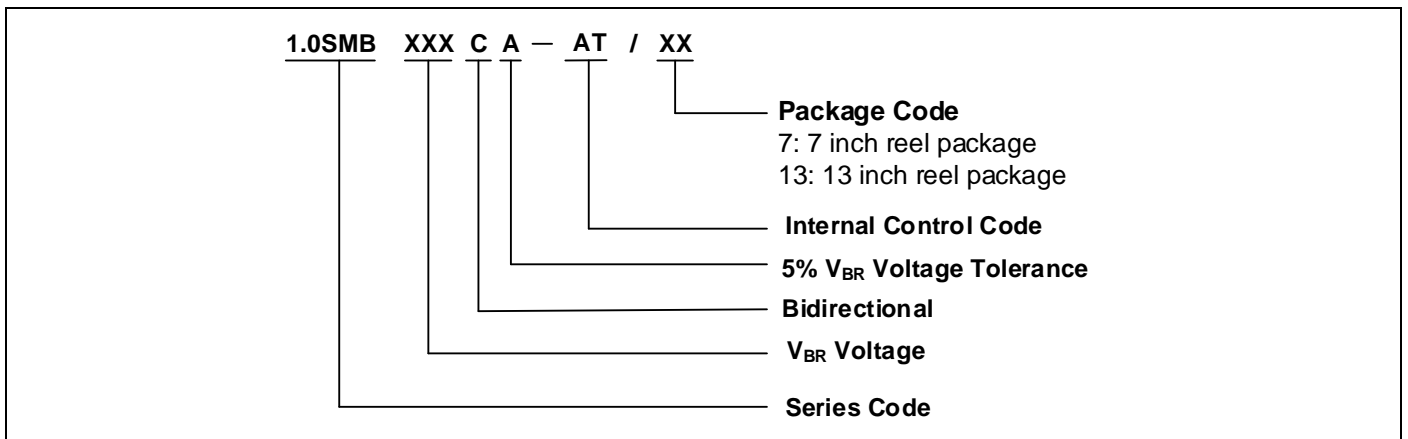 1.0SMB XXX C A — AT / XX
Package Code
7: 7 inch reel package
13: 13 inch reel package
Internal Control Code
5% VBR Voltage Tolerance
Bidirectional
VBR Voltage
Series Code